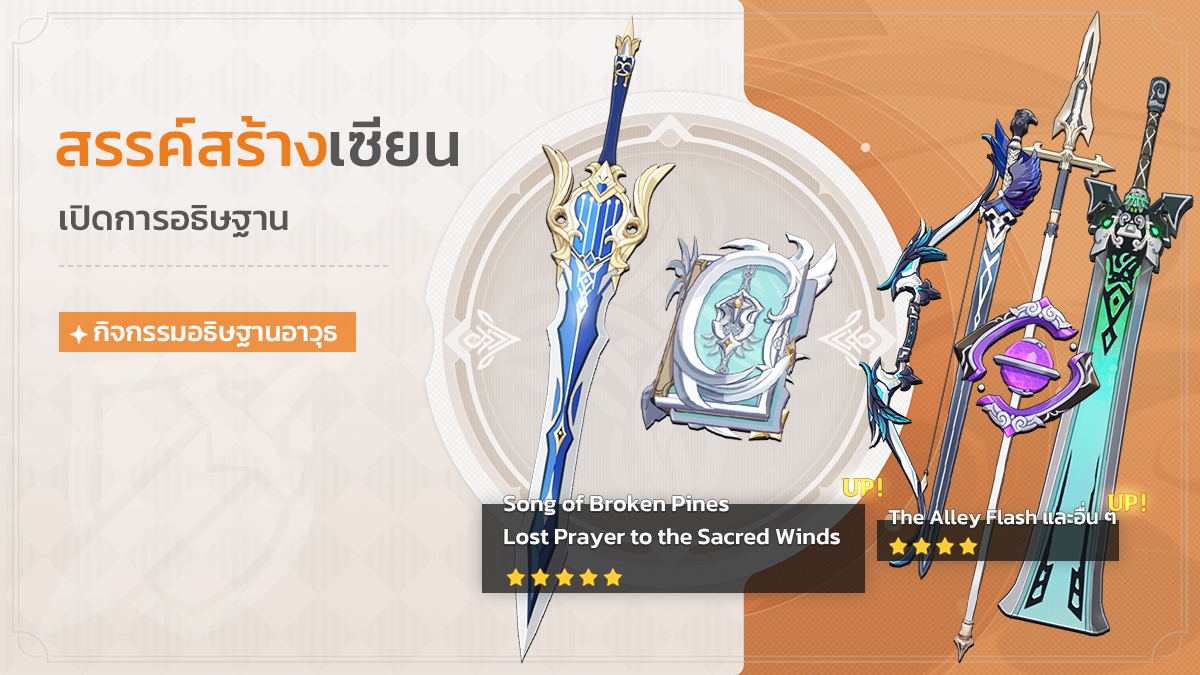 สรรค์สร้างเซียน
เปิดการอธิษฐาน
กิจกรรมอธิษฐานอาวุธ
Song of Broken Pines
Lost Prayer to the Sacred Winds
UP!
The Alley Flash และอื่น ๆ
UP!